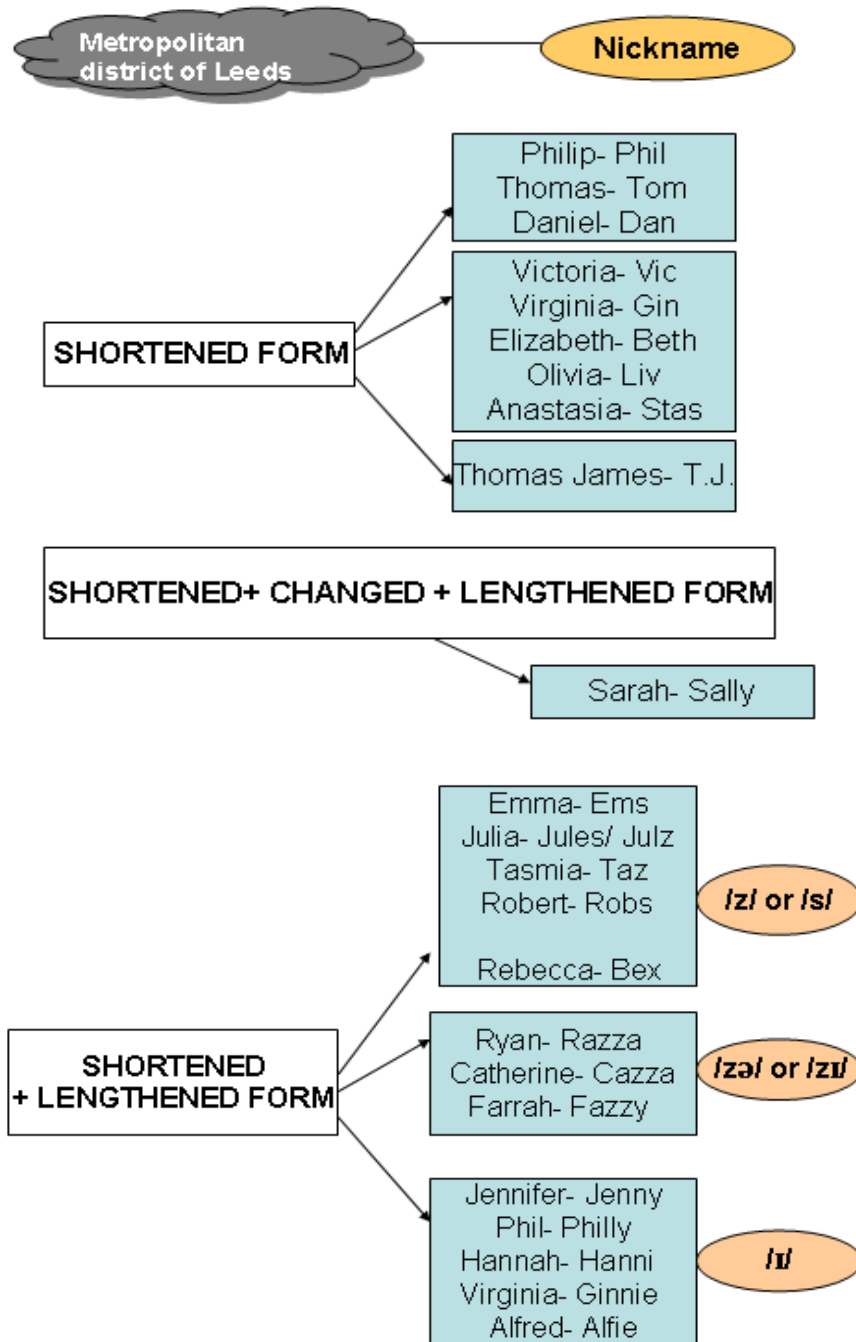 Metropolitan
district of Leeds
Nickname
Philip- Phil
Thomas- Tom
Daniel- Dan
SHORTENED FORM
Victoria- Vic
Virginia- Gin
Elizabeth- Beth
Olivia- Liv
Anastasia- Stas
Thomas James- T.J.
SHORTENED+ CHANGED + LENGTHENED FORM
Sarah- Sally
SHORTENED
+ LENGTHENED FORM
Emma- Ems
Julia- Jules/ Julz
Tasmia- Taz
Robert- Robs
Rebecca- Bex
/z/ or /s/
Ryan- Razza
Catherine- Cazza
Farrah- Fazzy
/zə/ or /zɪ/
Jennifer- Jenny
Phil- Philly
Hannah- Hanni
Virginia- Ginnie
Alfred- Alfie
/ɪ/